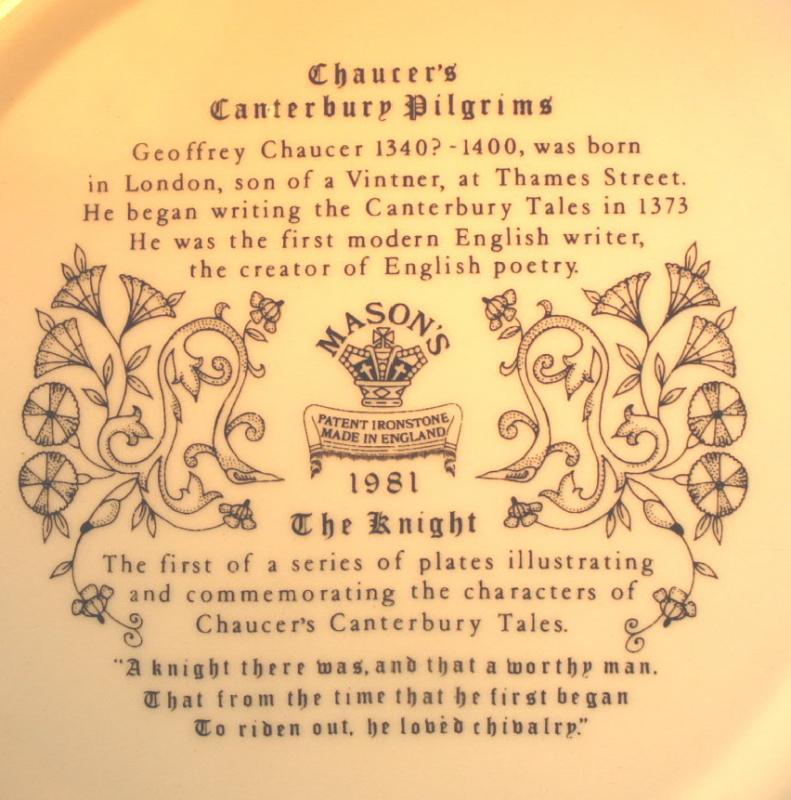 Chaucer's
Canterbury Pilgrims
Geoffrey Chaucer 1340?-1400, was born
in London, son of a Vintner, at Thames Street.
He began writing the Canterbury Tales in 1373
He was the first modern English writer,
the creator of English poetry.
MASON'S
PATENT IRONSTONE
MADE IN ENGLAND
1981
The Knight
The first of a series of plates illustrating
and commemorating the characters of
Chaucer's Canterbury Tales.
"A knight there was, and that a worthy man.
That from the time that he first began
To riden out, he lovèd chivalry."